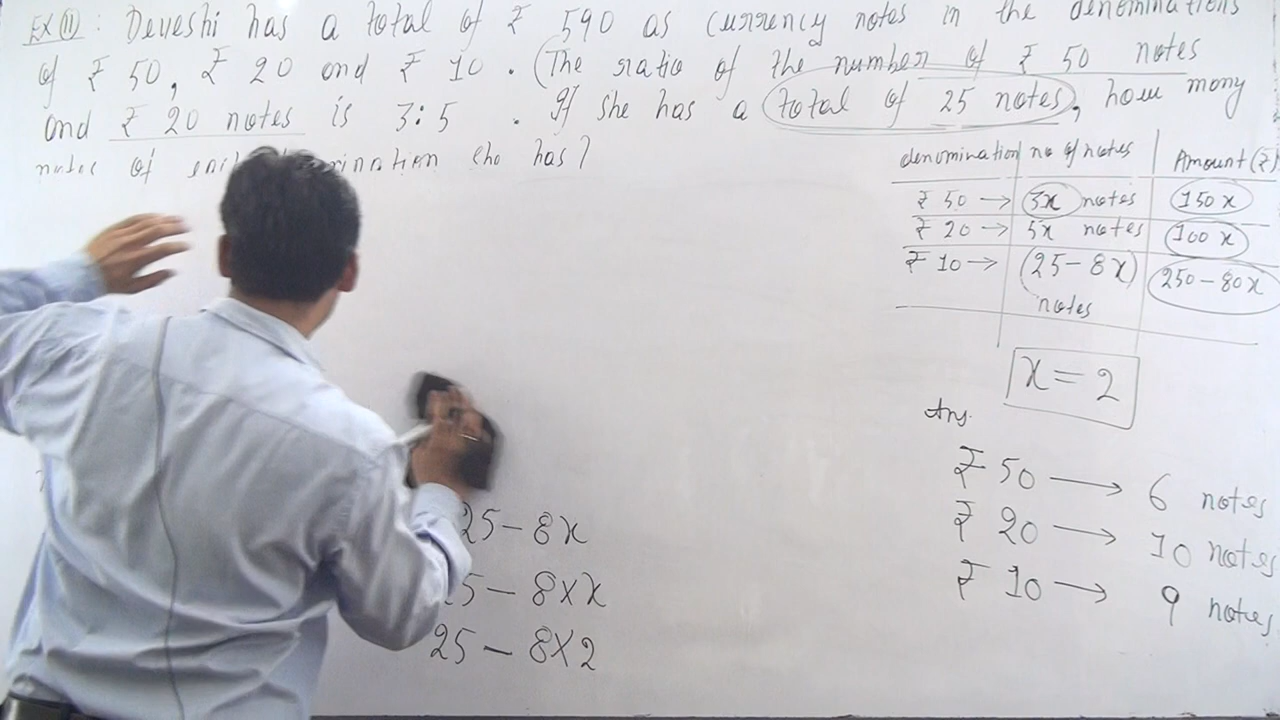 EX 11 : Deveshi has a total of ₹ 590 as currency notes in the denominations
of ₹ 50, ₹ 20 and ₹ 10. (The ratio of the number of ₹ 50 notes
and ₹ 20 notes is 3:5. If she has a total of 25 notes, how many
notes of she has?
denomination no of notes Amount (₹)
₹ 50 → 3x notes 150x
₹ 20 → 5x notes 100x
₹ 10 → (25-8x) 250-80x
notes
x = 2
Ans.
₹ 50 → 6 notes
₹ 20 → 10 notes
₹ 10 → 9 notes
25-8x
25-8×x
25-8×2